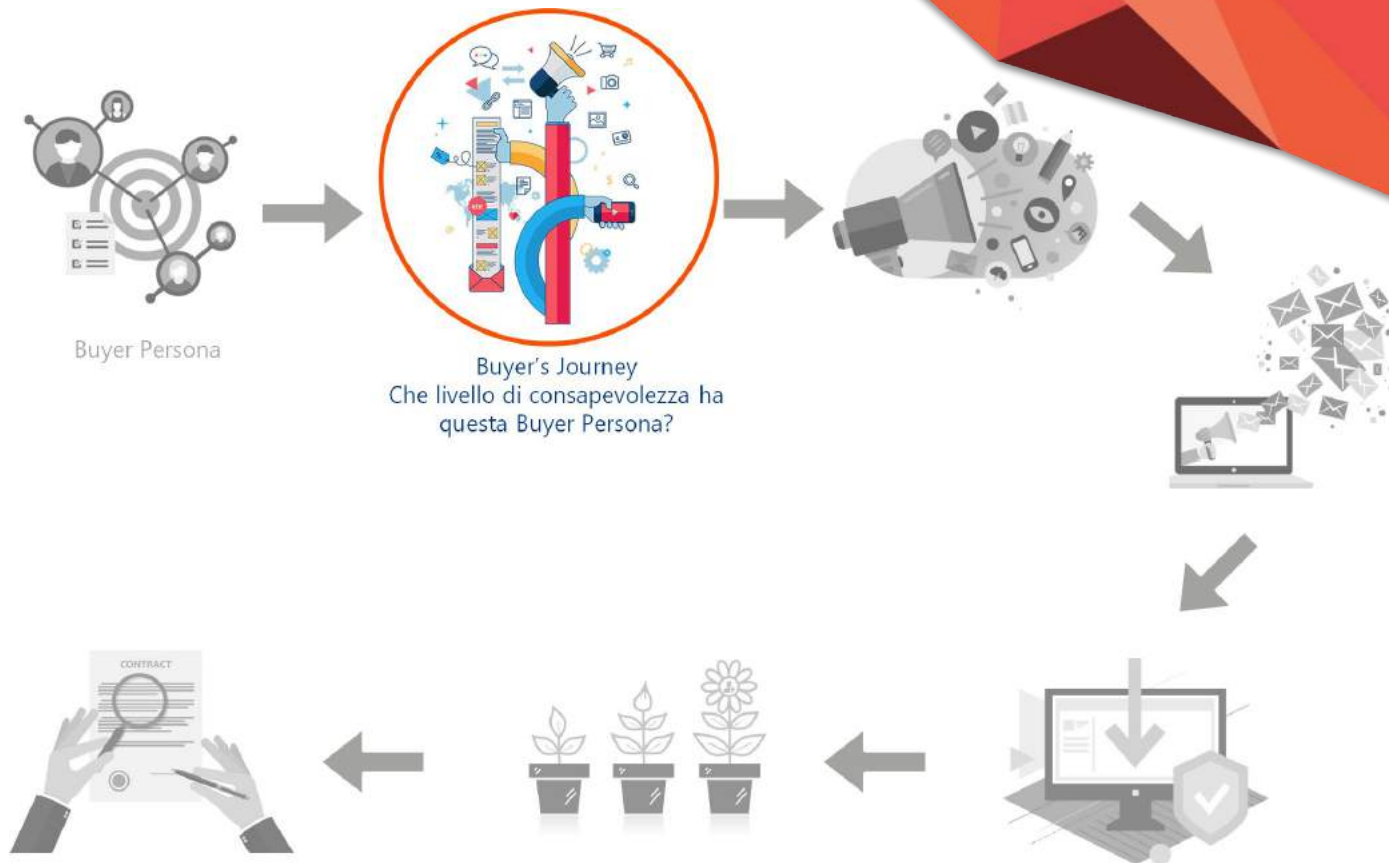 Buyer Persona
Buyer's Journey
Che livello di consapevolezza ha
questa Buyer Persona?
CONTRACT